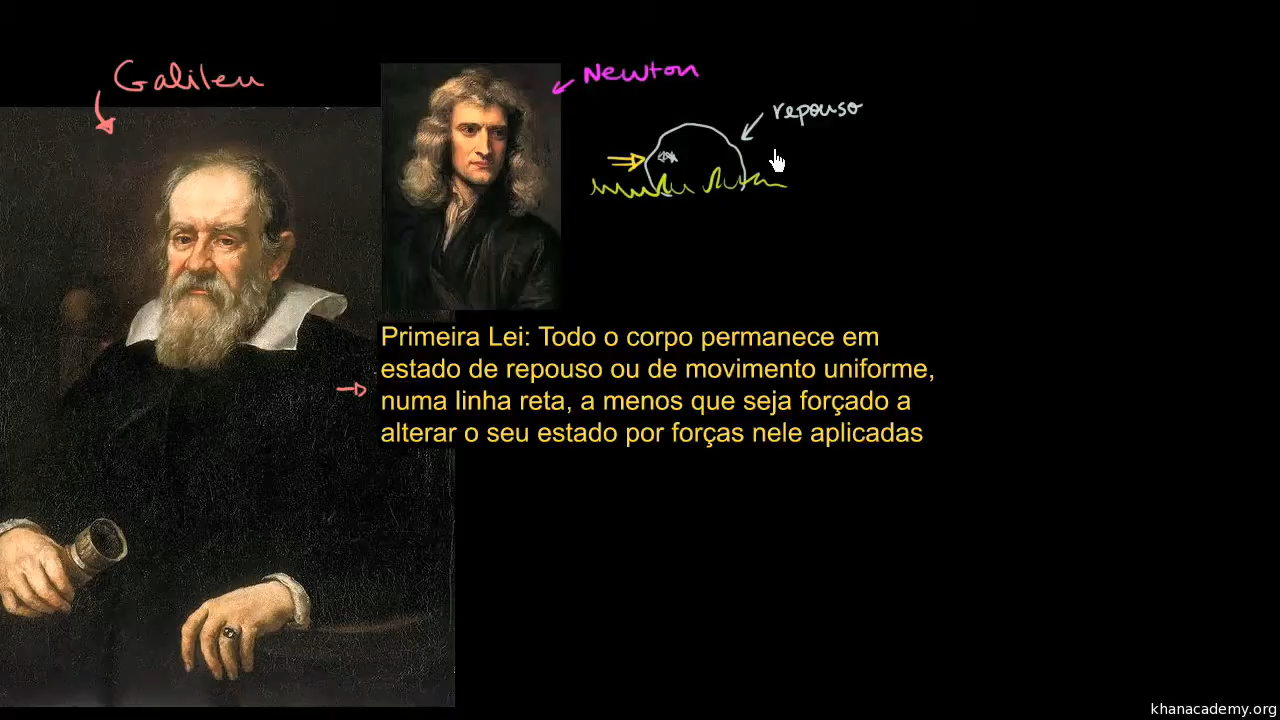 Galileu
Newton
repouso
Primeira Lei: Todo o corpo permanece em
estado de repouso ou de movimento uniforme,
numa linha reta, a menos que seja forçado a
alterar o seu estado por forças nele aplicadas
khanacademy.org